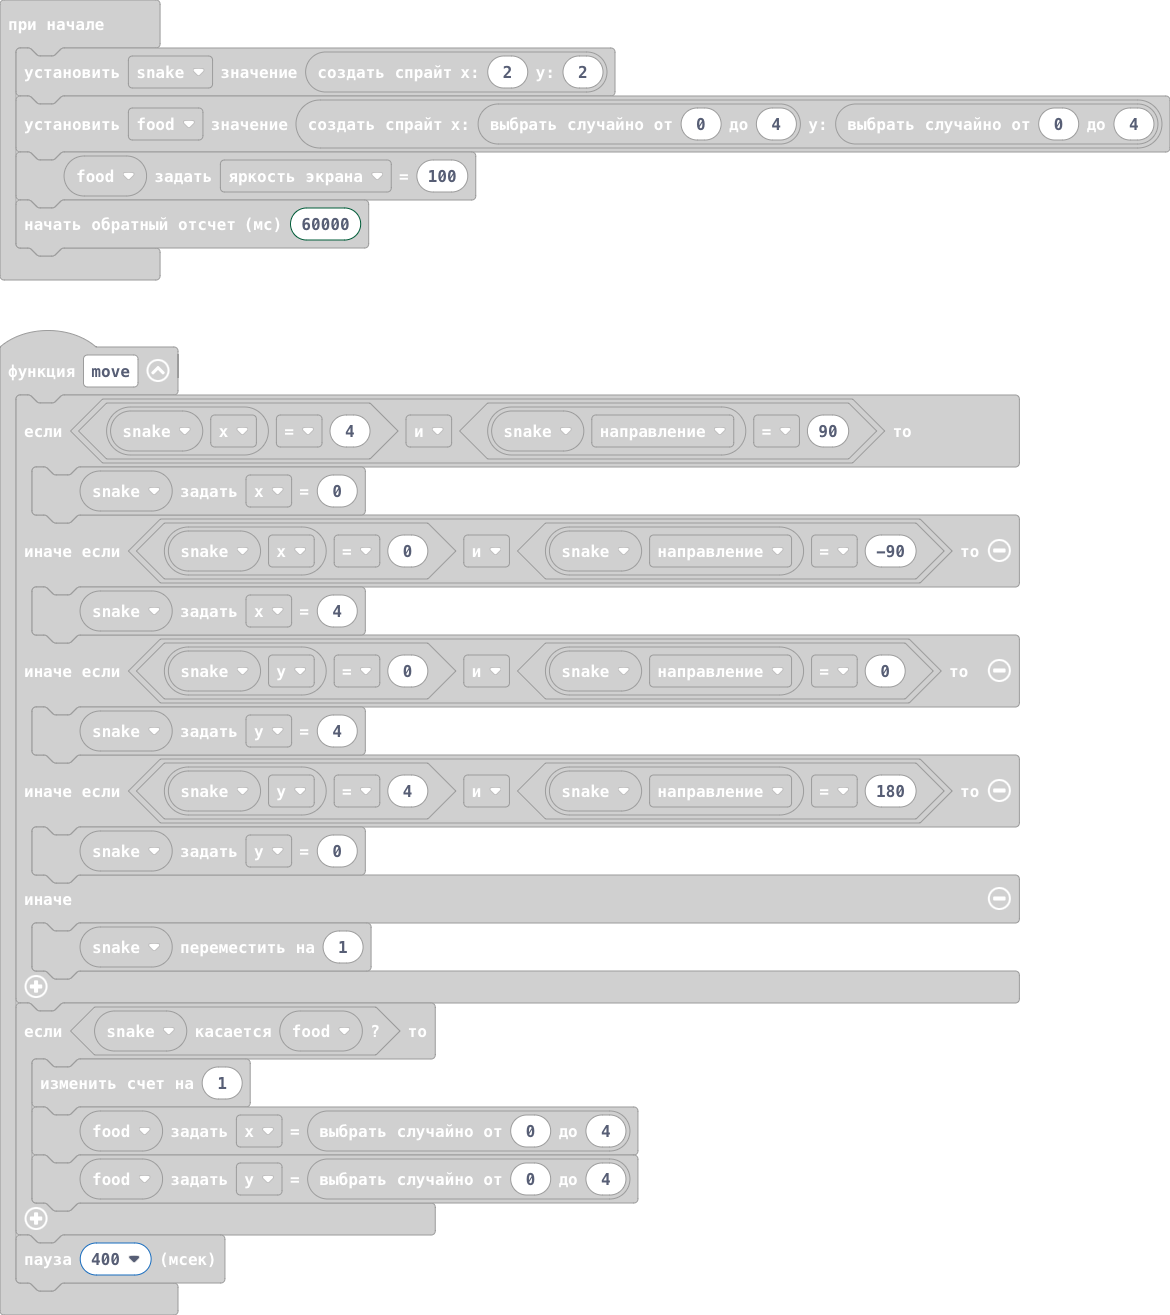 при начале
установить snake значение создать спрайт x: 2 y: 2
установить food значение создать спрайт x: выбрать случайно от 0 до 4 y: выбрать случайно от 0 до 4
food задать яркость экрана = 100
начать обратный отсчет (мс) 60000
функция move
если snake x = 4 и snake направление = 90 то
snake задать x = 0
иначе если snake x = 0 и snake направление = -90 то
snake задать x = 4
иначе если snake y = 0 и snake направление = 0 то
snake задать y = 4
иначе если snake y = 4 и snake направление = 180 то
snake задать y = 0
иначе
snake переместить на 1
если snake касается food ? то
изменить счет на 1
food задать x = выбрать случайно от 0 до 4
food задать y = выбрать случайно от 0 до 4
пауза 400 (мсек)